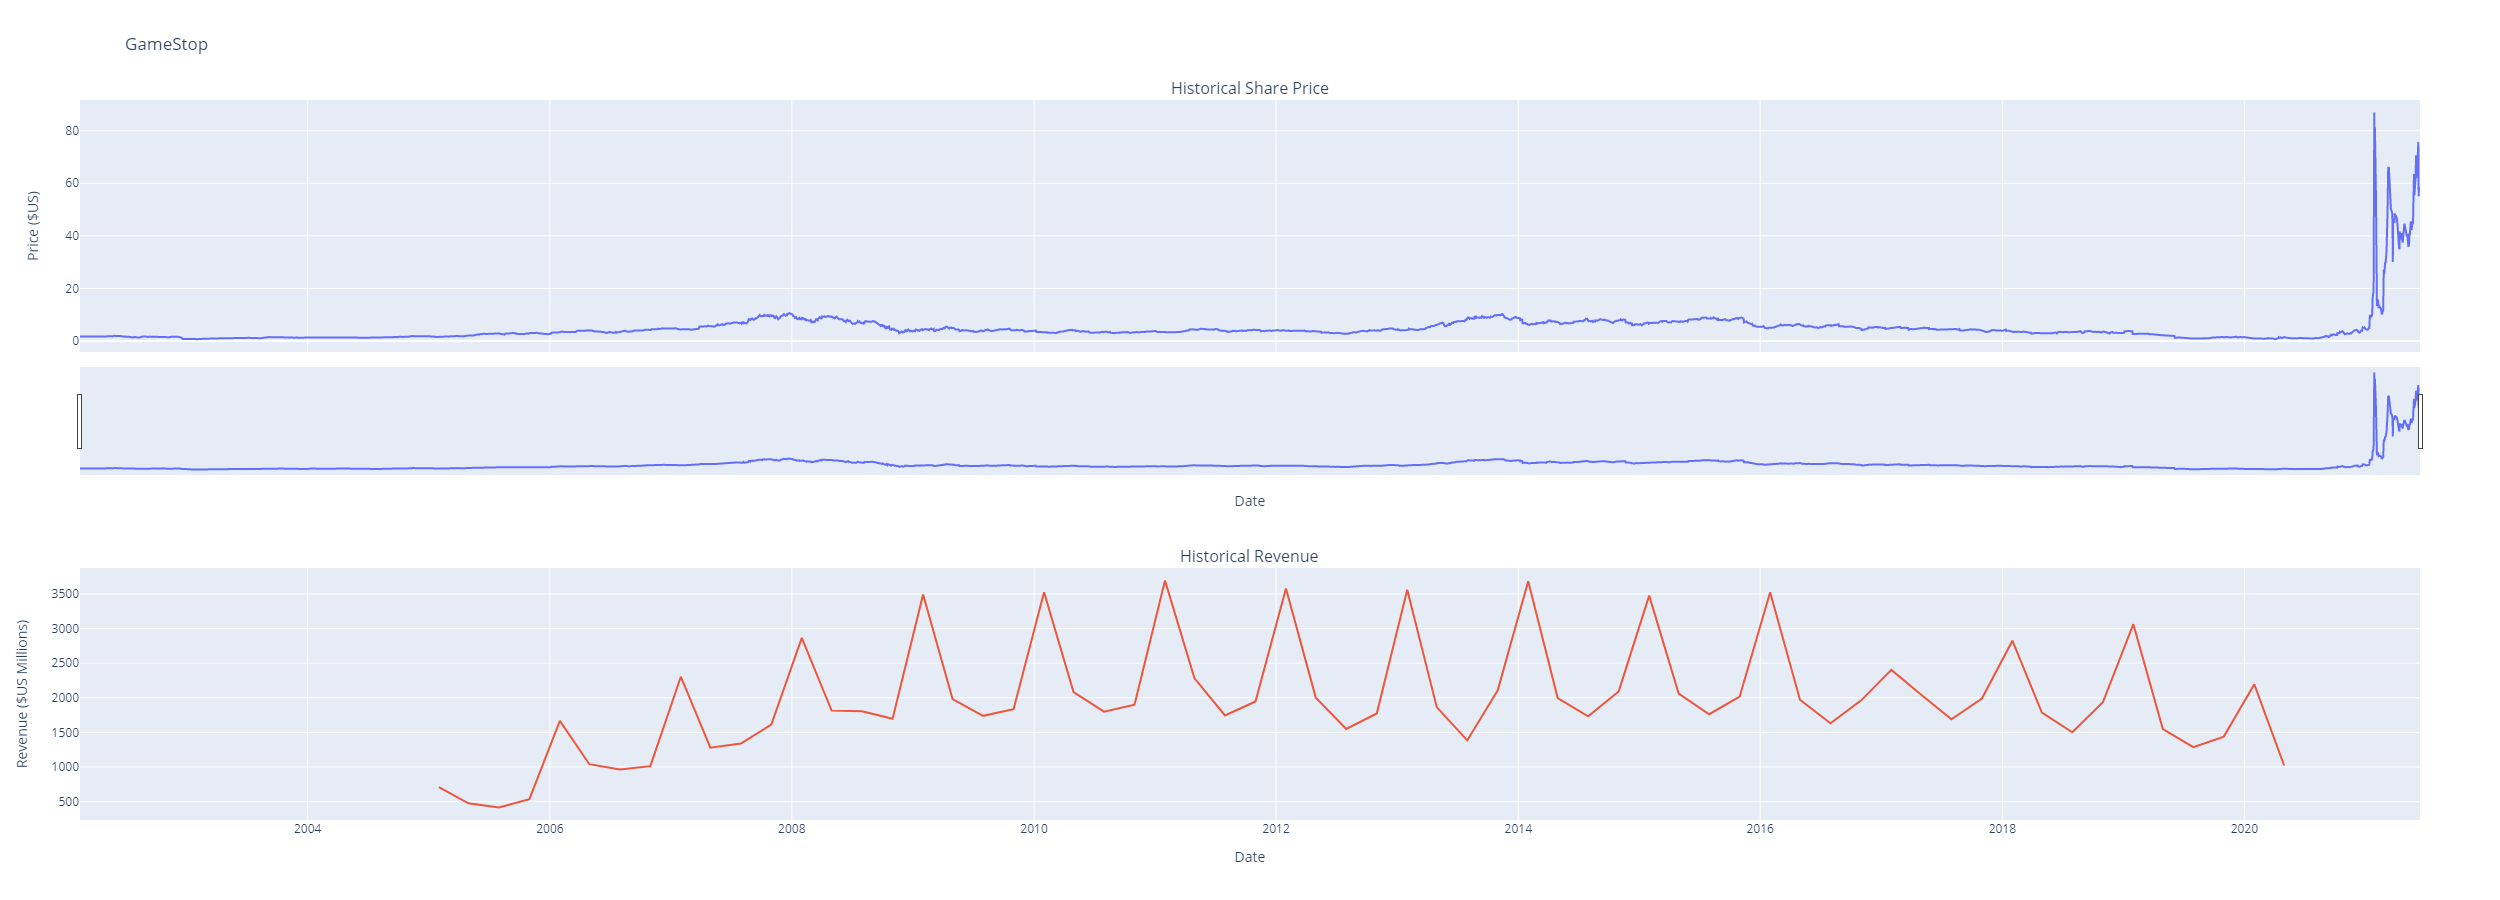 GameStop
Historical Share Price
Price ($US)
80
60
40
20
0
Date
Historical Revenue
Revenue ($US Millions)
3500
3000
2500
2000
1500
1000
500
2004 2006 2008 2010 2012 2014 2016 2018 2020
Date